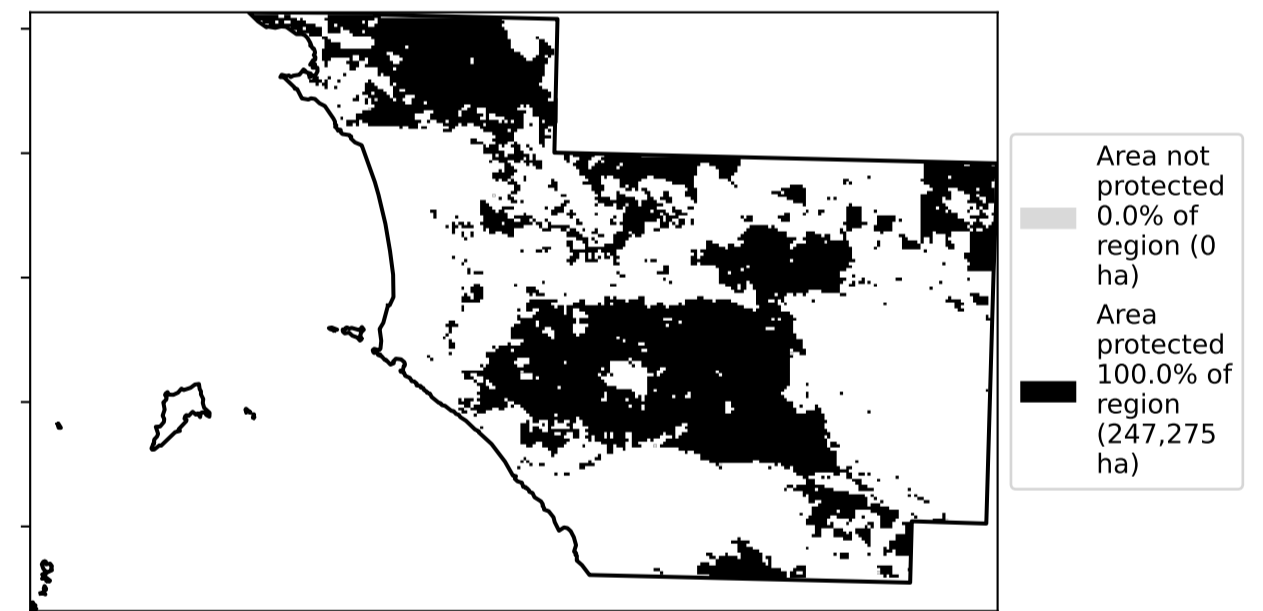 Area not
protected
0.0% of
region (0
ha)
Area
protected
100.0% of
region
(247,275
ha)